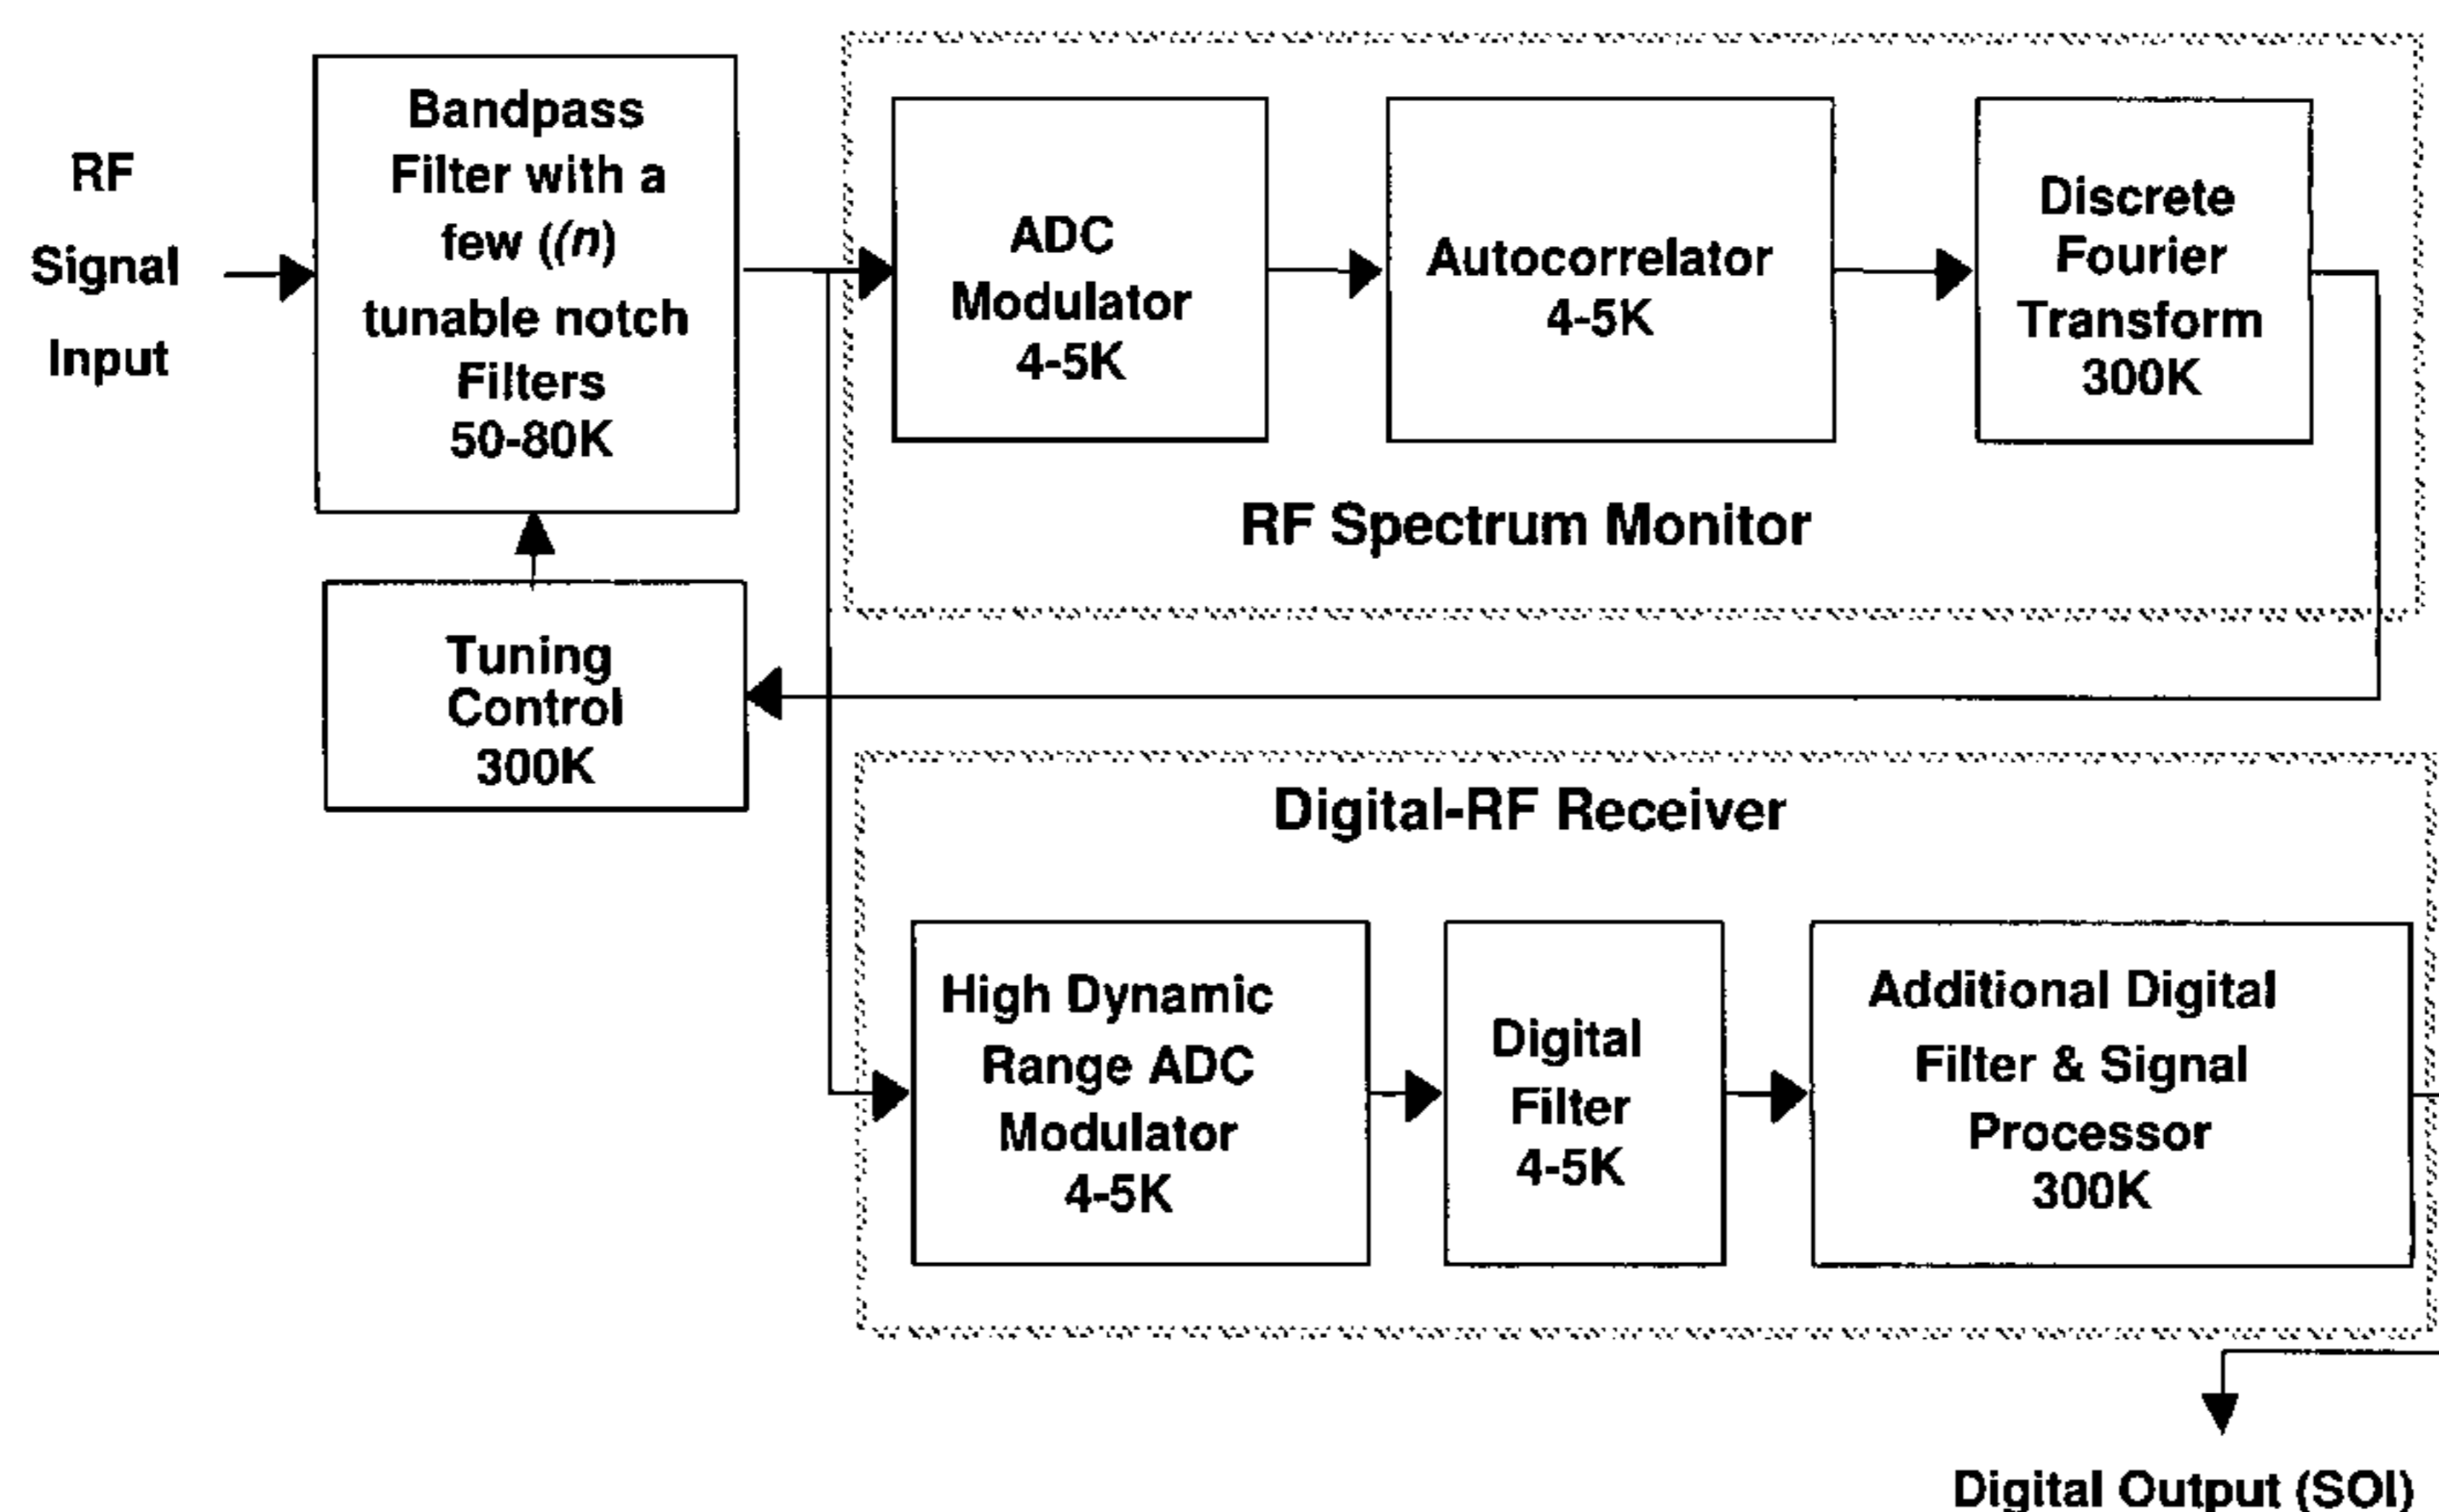 RF
Signal
Input
Bandpass
Filter with a
few ((n)
tunable notch
Filters
50-80K
ADC
Modulator
4-5K
Autocorrelator
4-5K
Discrete
Fourier
Transform
300K
RF Spectrum Monitor
Tuning
Control
300K
Digital-RF Receiver
High Dynamic
Range ADC
Modulator
4-5K
Digital
Filter
4-5K
Additional Digital
Filter & Signal
Processor
300K
Digital Output (SOI)